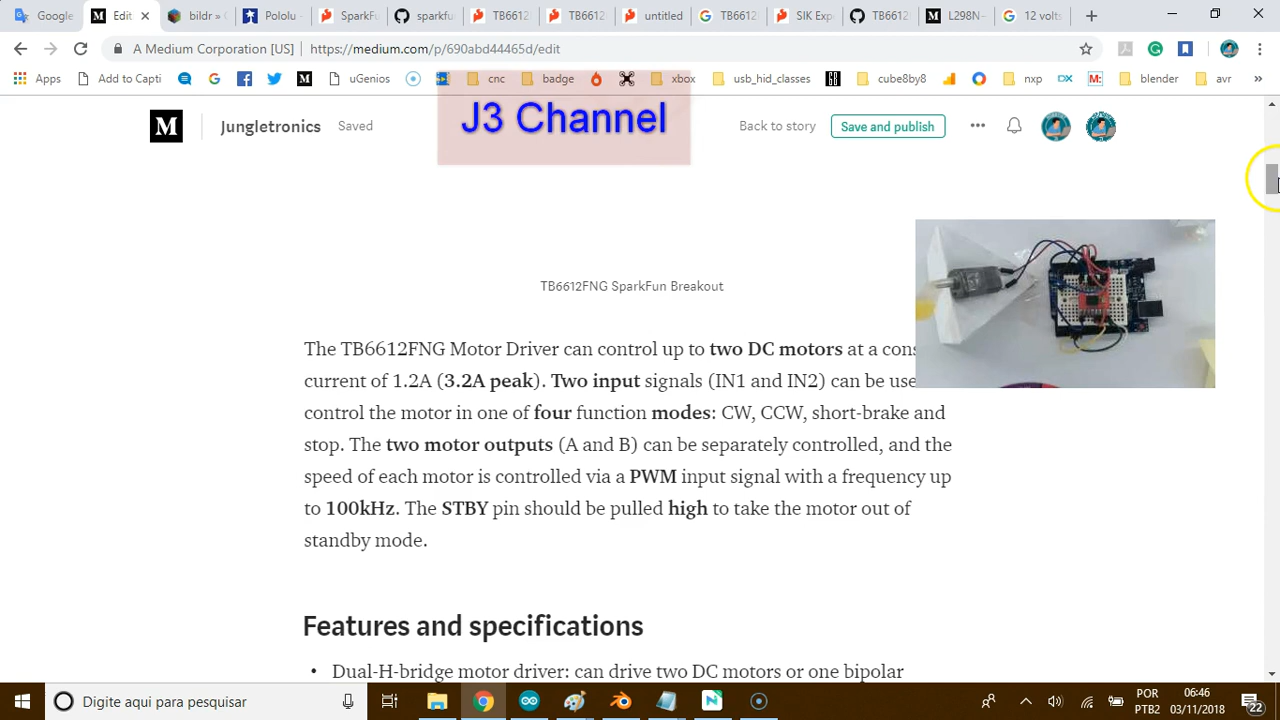 Google
Edit
bildr »
Pololu -
SparkFu
sparkfu
TB6612
TB6612
untitled
TB6612
SIK Exp
TB6612
L298N-
12 volts
A Medium Corporation [US] | https://medium.com/p/690abd44465d/edit
Apps
Add to Capti
uGenios
cnc
badge
xbox
usb_hid_classes
cube8by8
nxp
DX
M:
blender
avr
»
J3 Channel
M
Jungletronics
Saved
Back to story
Save and publish
TB6612FNG SparkFun Breakout
The TB6612FNG Motor Driver can control up to two DC motors at a cons
current of 1.2A (3.2A peak). Two input signals (IN1 and IN2) can be use
control the motor in one of four function modes: CW, CCW, short-brake and
stop. The two motor outputs (A and B) can be separately controlled, and the
speed of each motor is controlled via a PWM input signal with a frequency up
to 100kHz. The STBY pin should be pulled high to take the motor out of
standby mode.
Features and specifications
• Dual-H-bridge motor driver: can drive two DC motors or one bipolar
Digite aqui para pesquisar
POR
PTB2
06:46
03/11/2018
22